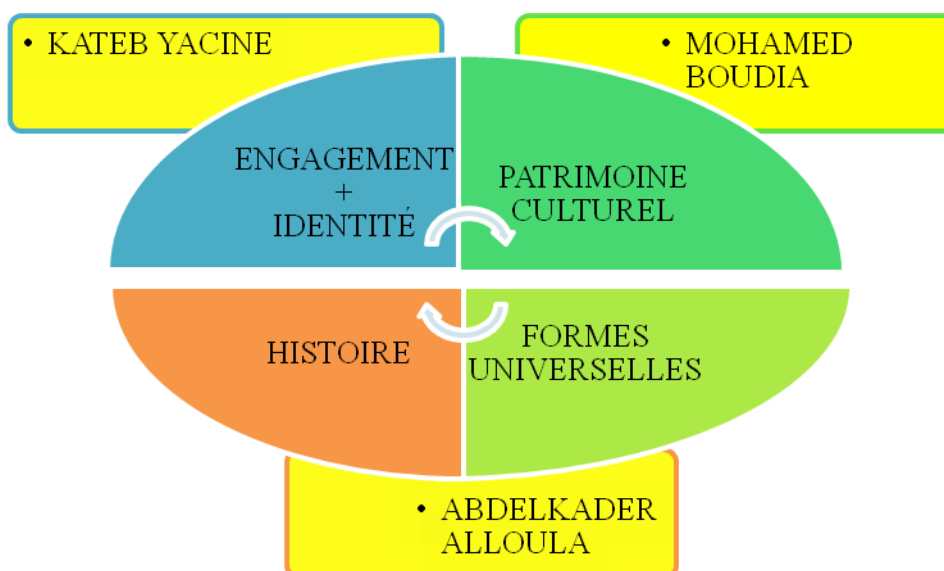 • KATEB YACINE
• MOHAMED
BOUDIA
ENGAGEMENT
+
IDENTITÉ
PATRIMOINE
CULTUREL
HISTOIRE
FORMES
UNIVERSELLES
• ABDELKADER
ALLOULA